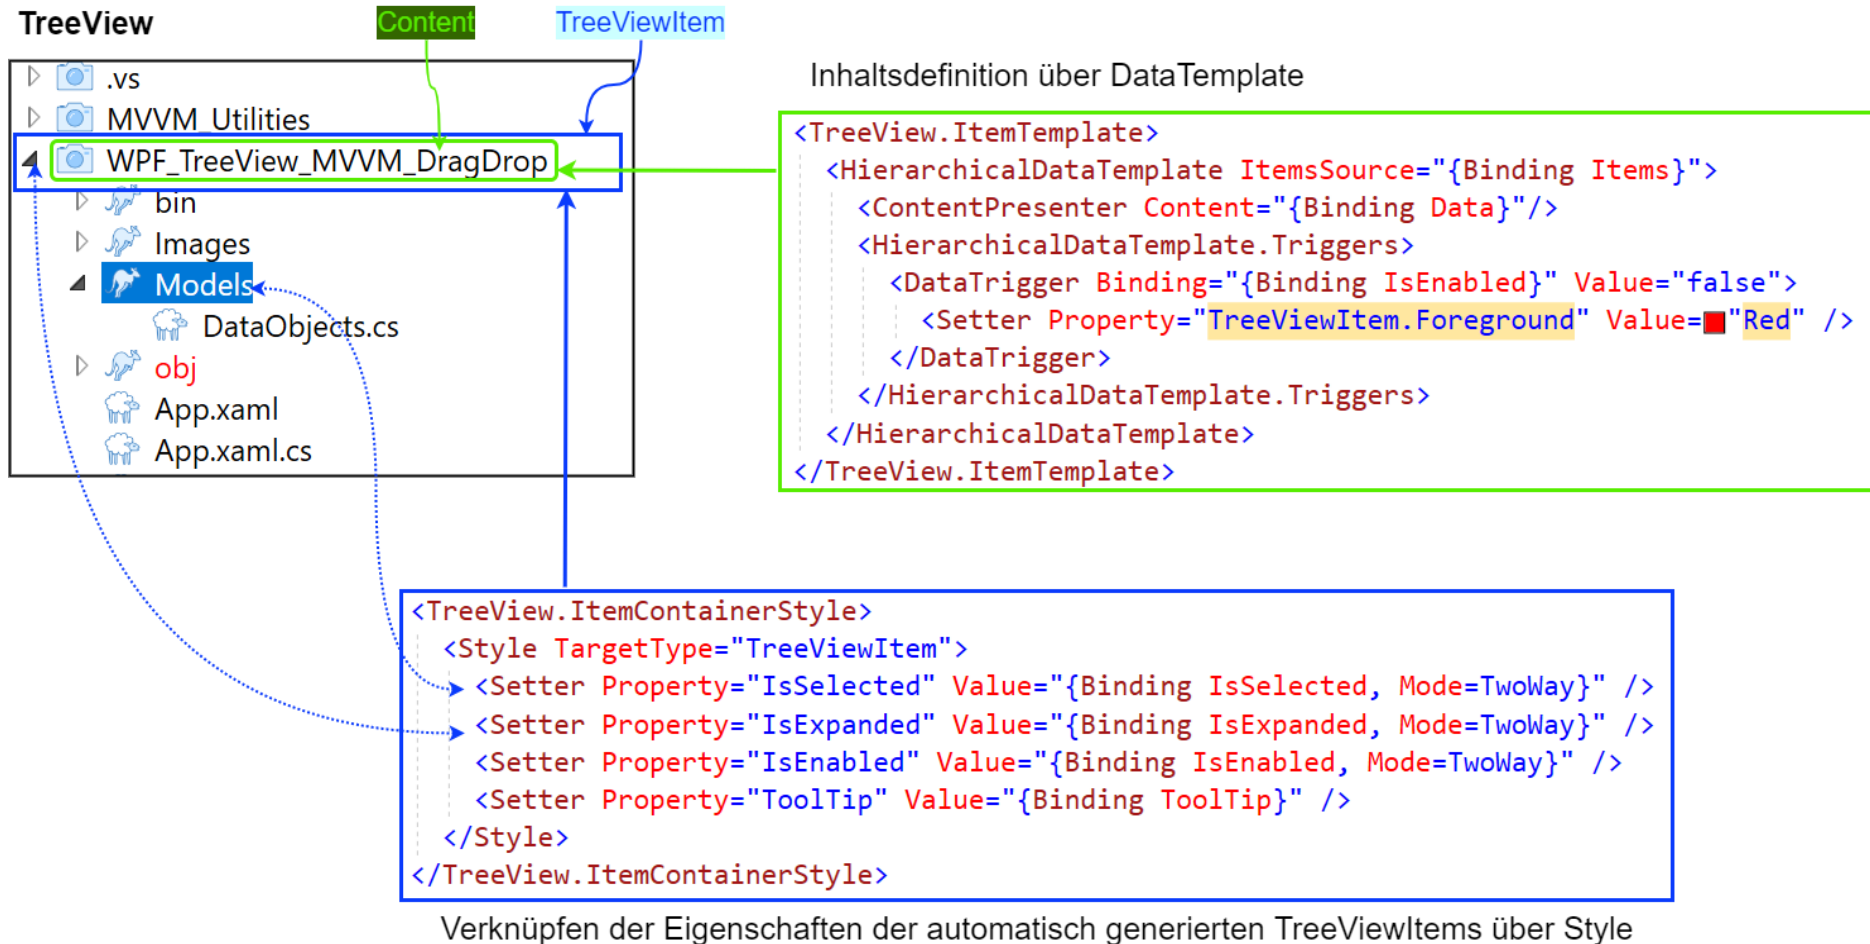 TreeView
Content
TreeViewItem
.vs
MVVM_Utilities
WPF_TreeView_MVVM_DragDrop
bin
Images
Models
DataObjects.cs
obj
App.xaml
App.xaml.cs
Inhaltsdefinition über DataTemplate
<TreeView.ItemTemplate>
<HierarchicalDataTemplate ItemsSource="{Binding Items}">
<ContentPresenter Content="{Binding Data}"/>
<HierarchicalDataTemplate.Triggers>
<DataTrigger Binding="{Binding IsEnabled}" Value="false">
<Setter Property="TreeViewItem.Foreground" Value="Red" />
</DataTrigger>
</HierarchicalDataTemplate.Triggers>
</HierarchicalDataTemplate>
</TreeView.ItemTemplate>
<TreeView.ItemContainerStyle>
<Style TargetType="TreeViewItem">
<Setter Property="IsSelected" Value="{Binding IsSelected, Mode=TwoWay}" />
<Setter Property="IsExpanded" Value="{Binding IsExpanded, Mode=TwoWay}" />
<Setter Property="IsEnabled" Value="{Binding IsEnabled, Mode=TwoWay}" />
<Setter Property="ToolTip" Value="{Binding ToolTip}" />
</Style>
</TreeView.ItemContainerStyle>
Verknüpfen der Eigenschaften der automatisch generierten TreeViewItems über Style